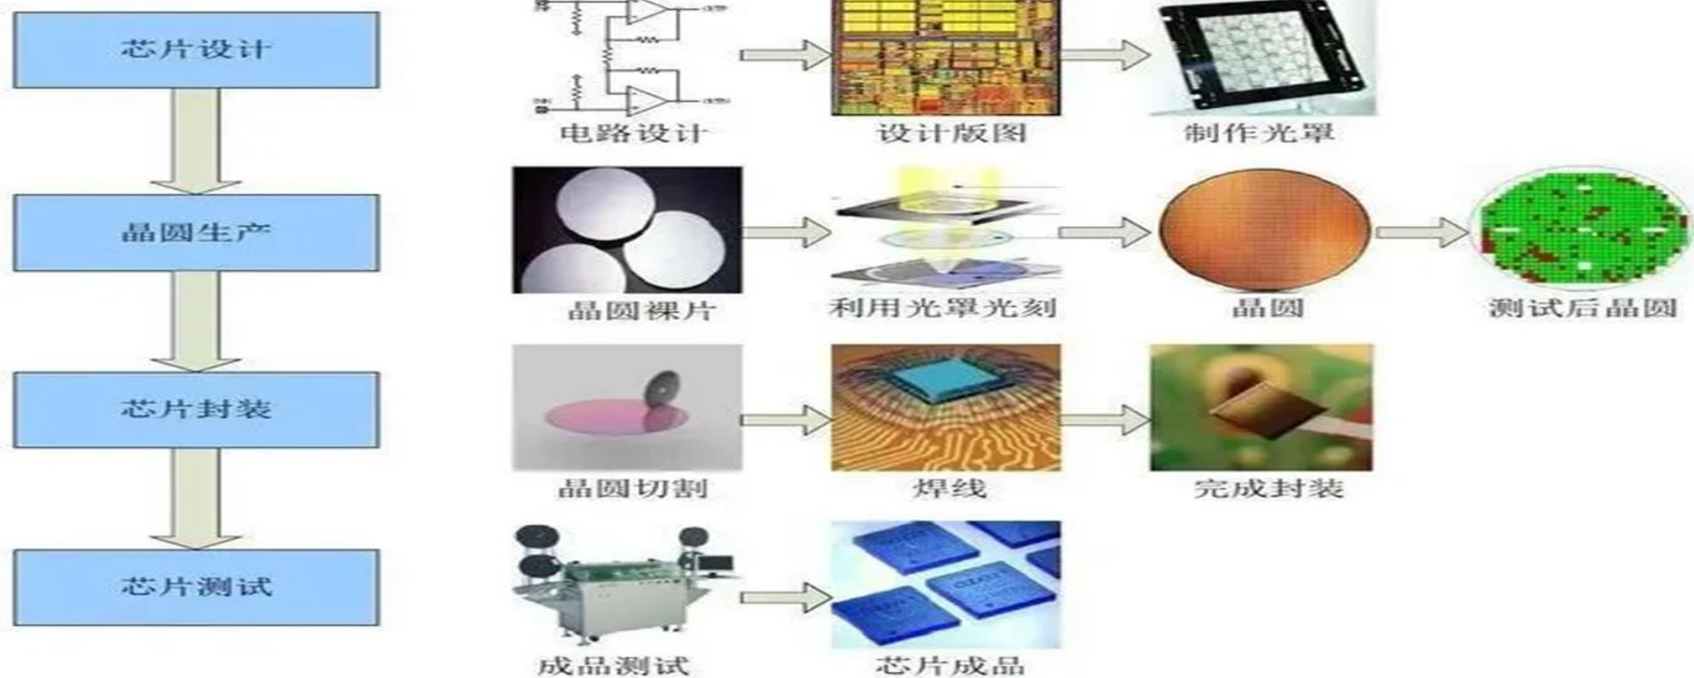 芯片设计
电路设计
设计版图
制作光罩
晶圆生产
晶圆裸片
利用光罩光刻
晶圆
测试后晶圆
芯片封装
晶圆切割
焊线
完成封装
芯片测试
成品测试
芯片成品